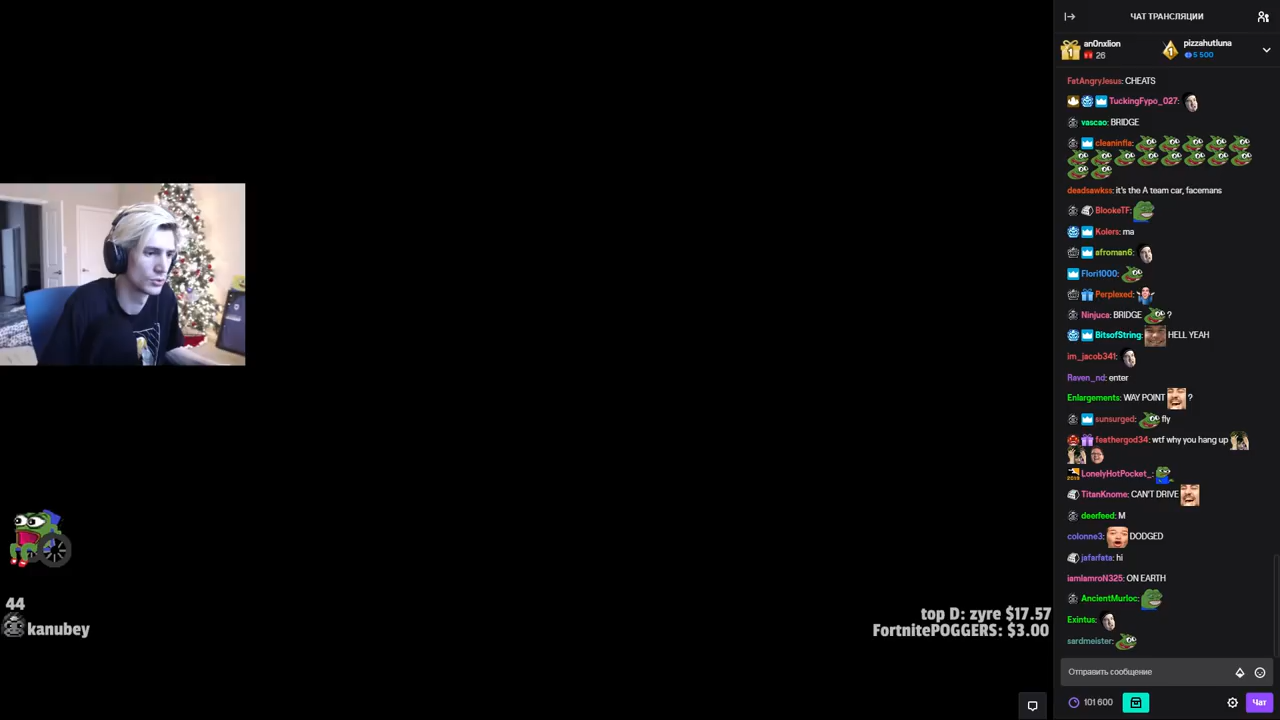 ЧАТ ТРАНСЛЯЦИИ
an0nxlion
26
pizzahutluna
5 500
FatAngryJesus: CHEATS
TuckingFypo_027:
vascao: BRIDGE
cleaninfla:
deadsawkss: it's the A team car, facemans
BlookeTF:
Kolers: ma
afroman6:
Flori1000:
Perplexed:
Ninjuca: BRIDGE ?
BitsofString: HELL YEAH
im_jacob341:
Raven_nd: enter
Enlargements: WAY POINT ?
sunsurged: fly
feathergod34: wtf why you hang up
LonelyHotPocket_:
TitanKnome: CAN'T DRIVE
deerfeed: M
colonne3: DODGED
jafarfata: hi
iamlamroN325: ON EARTH
AncientMurloc:
Exintus:
sardmeister:
Отправить сообщение
101 600
Чат
44
kanubey
top D: zyre $17.57
FortnitePOGGERS: $3.00